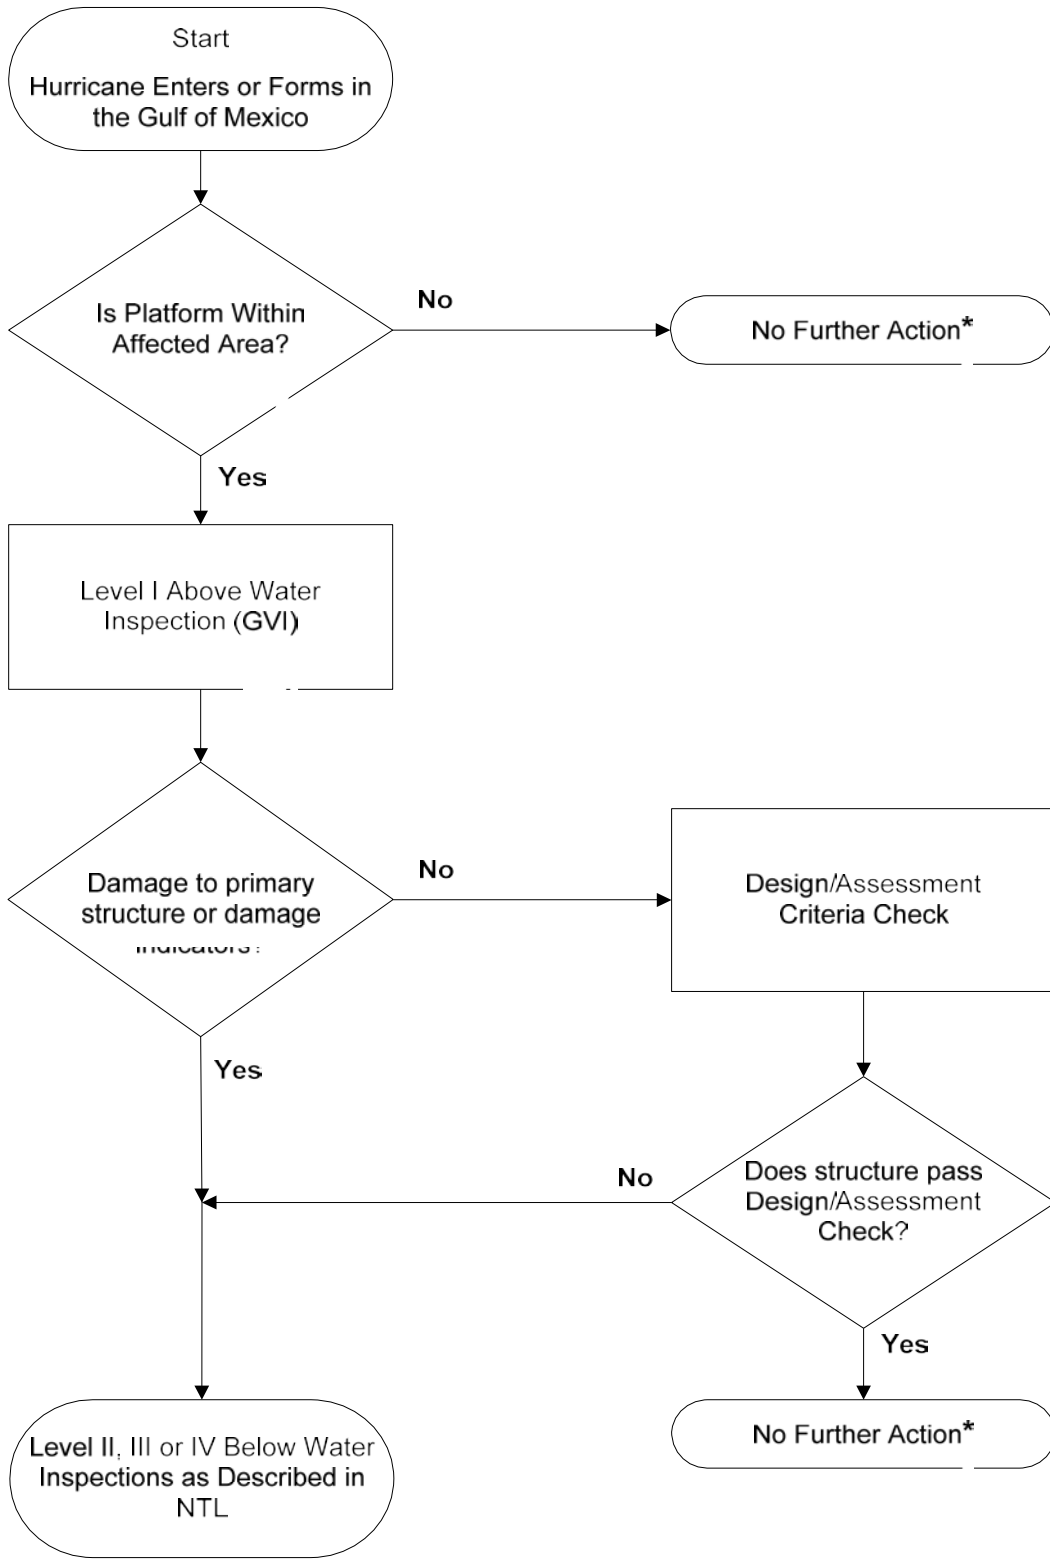 Start
Hurricane Enters or Forms in
the Gulf of Mexico
Is Platform Within
Affected Area?
No
No Further Action*
Yes
Level I Above Water
Inspection (GVI)
Damage to primary
structure or damage
indicators?
No
Design/Assessment
Criteria Check
Yes
Does structure pass
Design/Assessment
Check?
No
Yes
Level II, III or IV Below Water
Inspections as Described in
NTL
No Further Action*